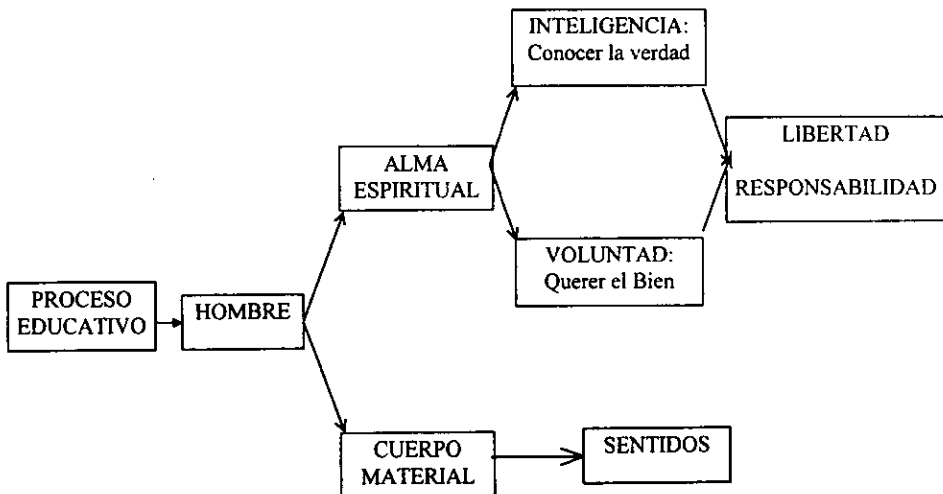 INTELIGENCIA:
Conocer la verdad
LIBERTAD
RESPONSABILIDAD
ALMA
ESPIRITUAL
VOLUNTAD:
Querer el Bien
PROCESO
EDUCATIVO
HOMBRE
CUERPO
MATERIAL
SENTIDOS